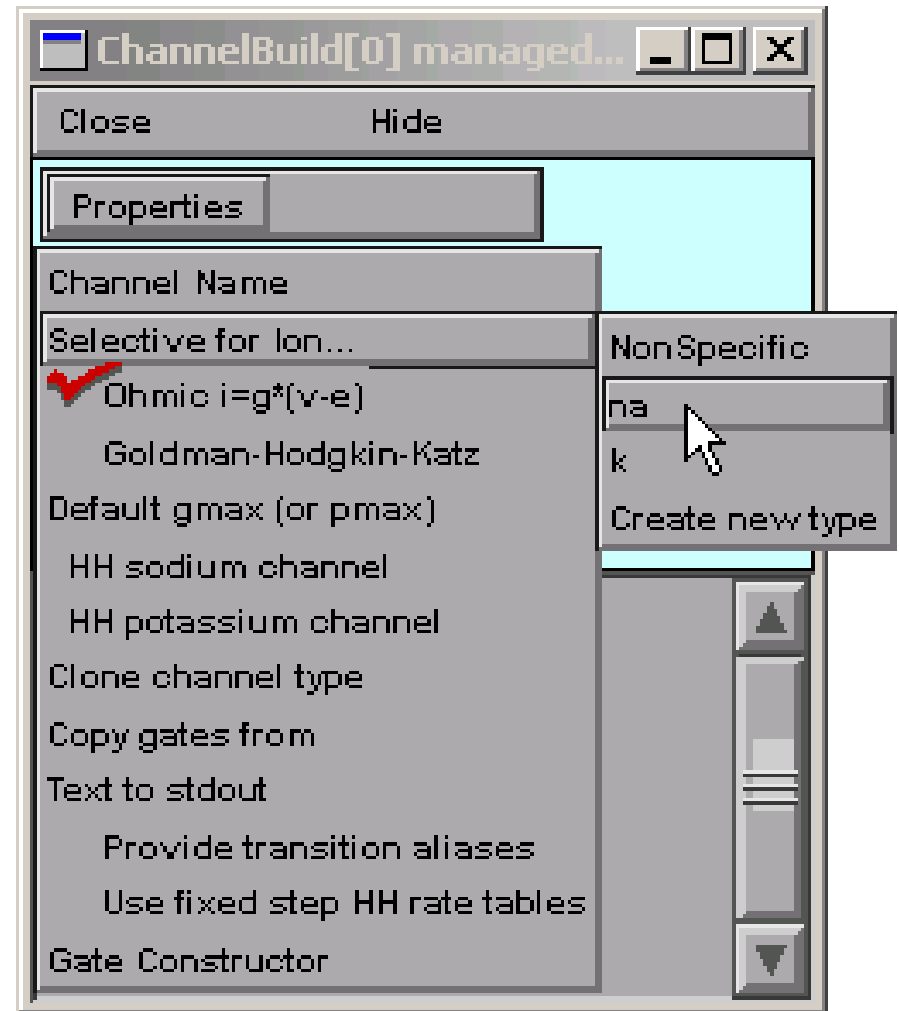 ChannelBuild[0] managed...
Close Hide
Properties
Channel Name
Selective for Ion...
Ohmic i=g*(v-e)
Goldman-Hodgkin-Katz
Default gmax (or pmax)
HH sodium channel
HH potassium channel
Clone channel type
Copy gates from
Text to stdout
Provide transition aliases
Use fixed step HH rate tables
Gate Constructor
NonSpecific
na
k
Create new type